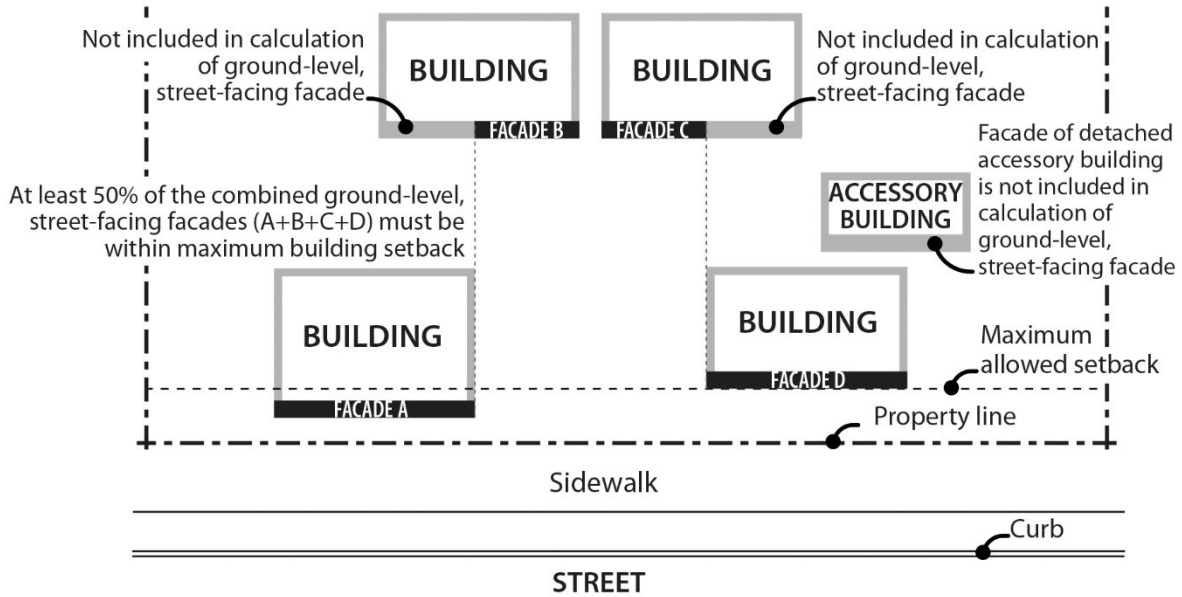 Not included in calculation
of ground-level,
street-facing facade
BUILDING
FACADE B
BUILDING
FACADE C
Not included in calculation
of ground-level,
street-facing facade
At least 50% of the combined ground-level,
street-facing facades (A+B+C+D) must be
within maximum building setback
ACCESSORY
BUILDING
Facade of detached
accessory building
is not included in
calculation of
ground-level,
street-facing facade
BUILDING
FACADE A
BUILDING
FACADE D
Maximum
allowed setback
Property line
Sidewalk
Curb
STREET